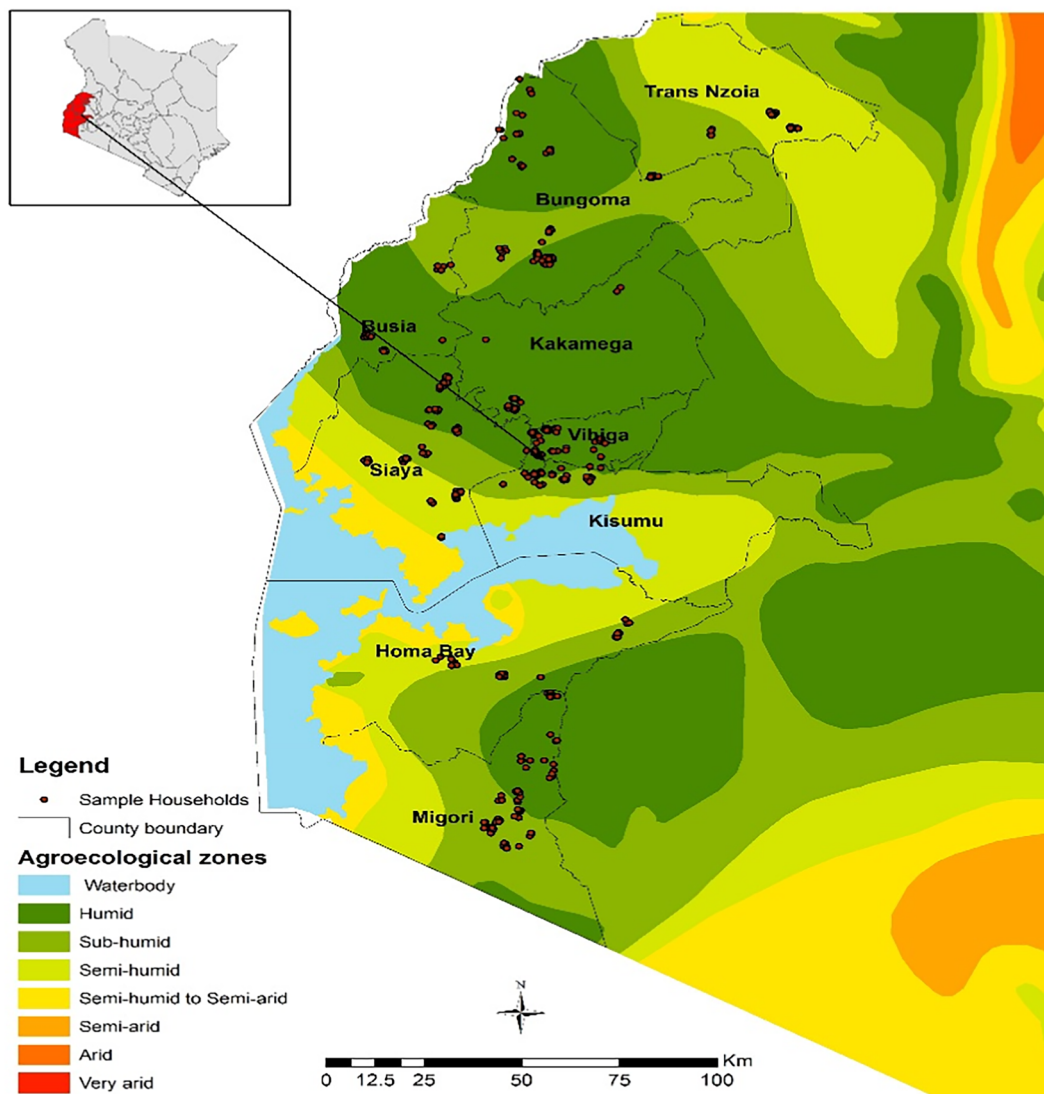 Trans Nzoia
Bungoma
Busia
Kakamega
Vihiga
Siaya
Kisumu
Homa Bay
Migori
Legend
Sample Households
County boundary
Agroecological zones
Waterbody
Humid
Sub-humid
Semi-humid
Semi-humid to Semi-arid
Semi-arid
Arid
Very arid
N
Km
0 12.5 25 50 75 100